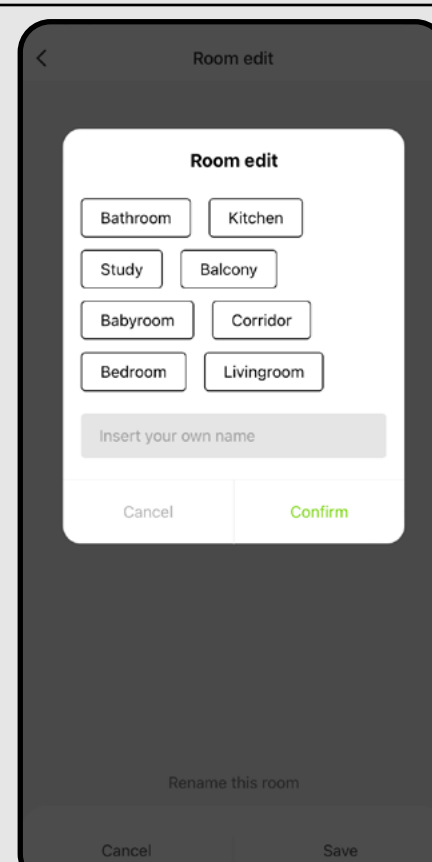 Room edit
Room edit
Bathroom Kitchen
Study Balcony
Babyroom Corridor
Bedroom Livingroom
Insert your own name
Cancel Confirm
Rename this room
Cancel Save